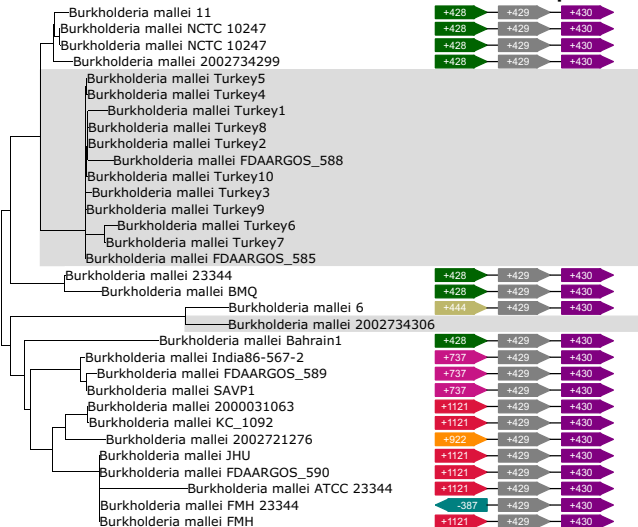 Burkholderia mallei 11 +428 +429 +430
Burkholderia mallei NCTC 10247 +428 +429 +430
Burkholderia mallei NCTC 10247 +428 +429 +430
Burkholderia mallei 2002734299 +428 +429 +430
Burkholderia mallei Turkey5
Burkholderia mallei Turkey4
Burkholderia mallei Turkey1
Burkholderia mallei Turkey8
Burkholderia mallei Turkey2
Burkholderia mallei FDAARGOS_588
Burkholderia mallei Turkey10
Burkholderia mallei Turkey3
Burkholderia mallei Turkey9
Burkholderia mallei Turkey6
Burkholderia mallei Turkey7
Burkholderia mallei FDAARGOS_585
Burkholderia mallei 23344 +428 +429 +430
Burkholderia mallei BMQ +428 +429 +430
Burkholderia mallei 6 +444 +429 +430
Burkholderia mallei 2002734306
Burkholderia mallei Bahrain1 +428 +429 +430
Burkholderia mallei India86-567-2 +737 +429 +430
Burkholderia mallei FDAARGOS_589 +737 +429 +430
Burkholderia mallei SAVP1 +737 +429 +430
Burkholderia mallei 2000031063 +1121 +429 +430
Burkholderia mallei KC_1092 +1121 +429 +430
Burkholderia mallei 2002721276 +922 +429 +430
Burkholderia mallei JHU +1121 +429 +430
Burkholderia mallei FDAARGOS_590 +1121 +429 +430
Burkholderia mallei ATCC 23344 +1121 +429 +430
Burkholderia mallei FMH 23344 -387 +429 +430
Burkholderia mallei FMH +1121 +429 +430